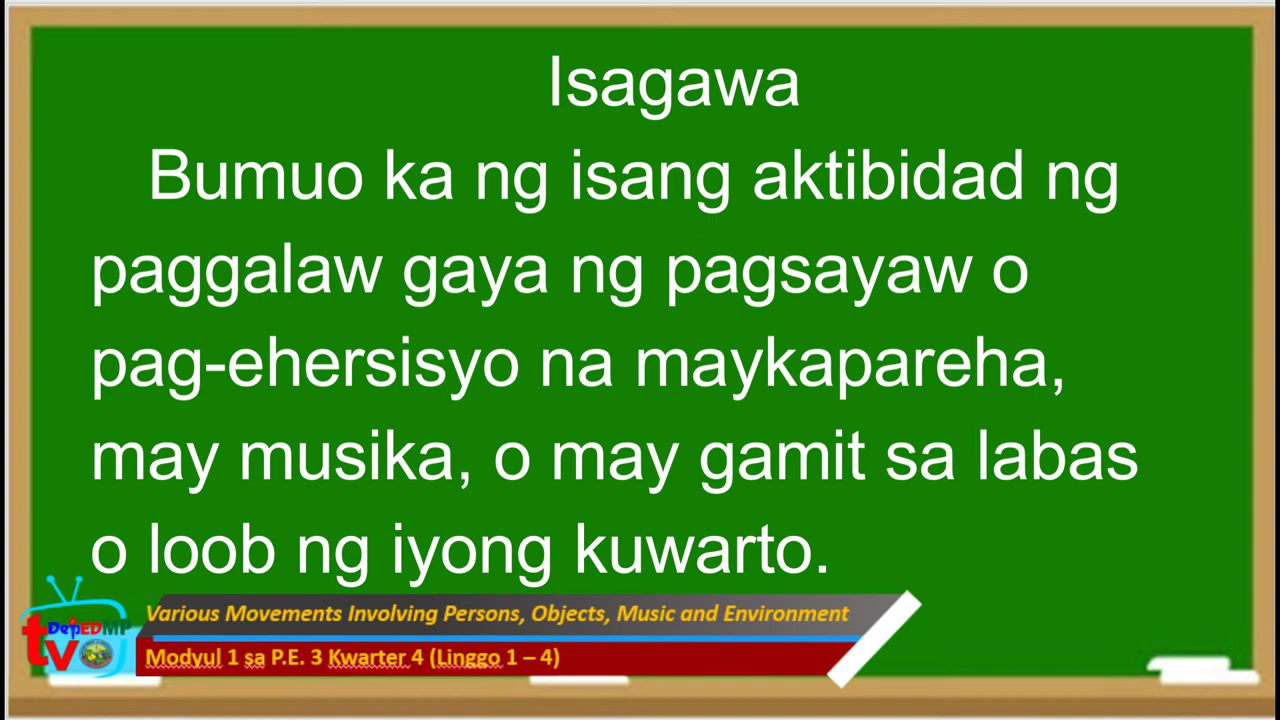 Isagawa
Bumuo ka ng isang aktibidad ng
paggalaw gaya ng pagsayaw o
pag-ehersisyo na maykapareha,
may musika, o may gamit sa labas
o loob ng iyong kuwarto.
Various Movements Involving Persons, Objects, Music and Environment
DepEDMP
tv
Modyul 1 sa P.E. 3 Kwarter 4 (Linggo 1 – 4)